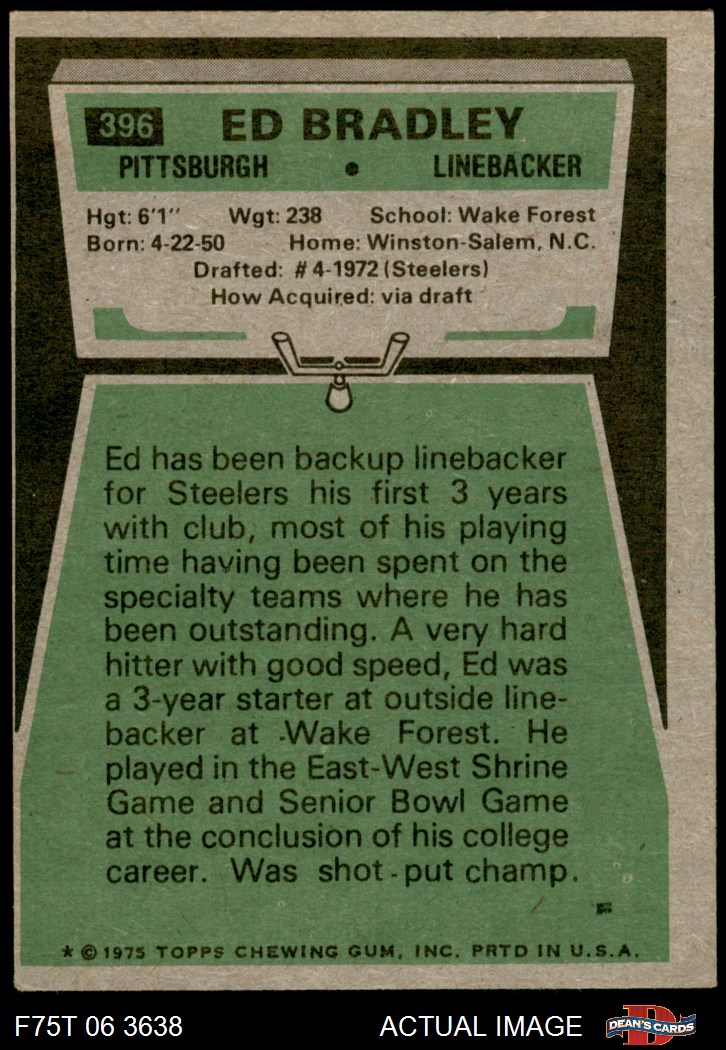 396 ED BRADLEY
PITTSBURGH • LINEBACKER
Hgt: 6'1" Wgt: 238 School: Wake Forest
Born: 4-22-50 Home: Winston-Salem, N.C.
Drafted: #4-1972 (Steelers)
How Acquired: via draft
Ed has been backup linebacker
for Steelers his first 3 years
with club, most of his playing
time having been spent on the
specialty teams where he has
been outstanding. A very hard
hitter with good speed, Ed was
a 3-year starter at outside line-
backer at Wake Forest. He
played in the East-West Shrine
Game and Senior Bowl Game
at the conclusion of his college
career. Was shot-put champ.
* © 1975 TOPPS CHEWING GUM, INC. PRTD IN U.S.A.
F75T 06 3638 ACTUAL IMAGE DEAN'S CARDS